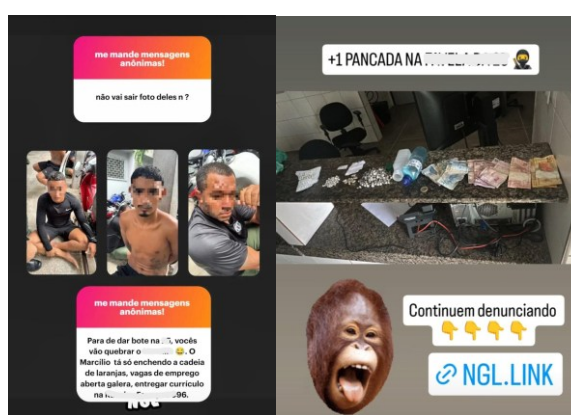 me mande mensagens
anônimas!
não vai sair foto deles n ?
me mande mensagens
anônimas!
Para de dar bote na, vocês
vão quebrar o. O
Marcílio tá só enchendo a cadeia
de laranjas, vagas de emprego
aberta galera, entregar currículo
na 96.
NGL
+1 PANCADA NA
Continuem denunciando
NGL.LINK